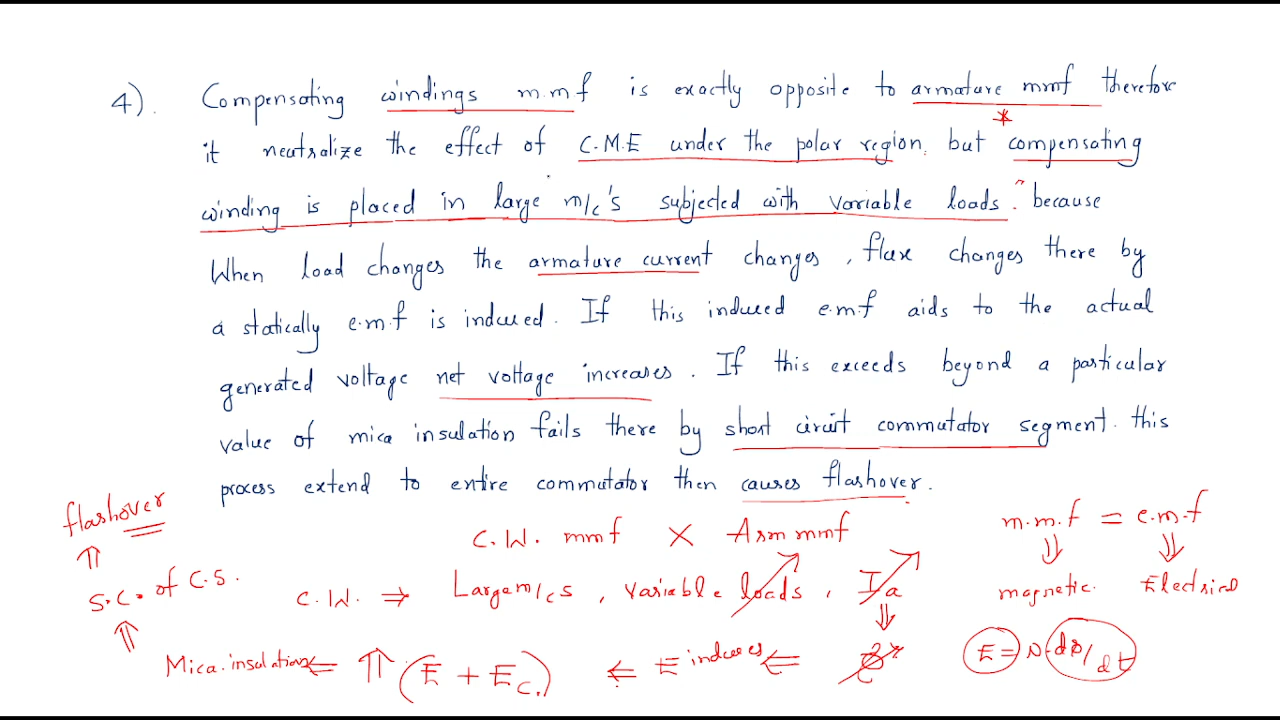 4). Compensating windings m.m.f is exactly opposite to armature mmf therefore
it neutralize the effect of C.M.E under the polar region. but compensating
winding is placed in large m/c's subjected with variable loads. because
When load changes the armature current changes, flux changes there by
a statically e.m.f is induced. If this induced e.m.f aids to the actual
generated voltage net voltage increases. If this exceeds beyond a particular
value of mica insulation fails there by short circuit commutator segment. this
process extend to entire commutator then causes flashover.
flashover
C.W. mmf X Arm mmf
m.m.f = e.m.f
⇑
⇓ ⇓
S.C. of C.S.
C.W. ⇒ Large m/cs, variable loads, Ia
magnetic. Electrical
⇑
⇓
Mica.insulation ⇐ ⇑ (E + Ec.) ⇐ E induces ⇐
E = N.dφ/dt